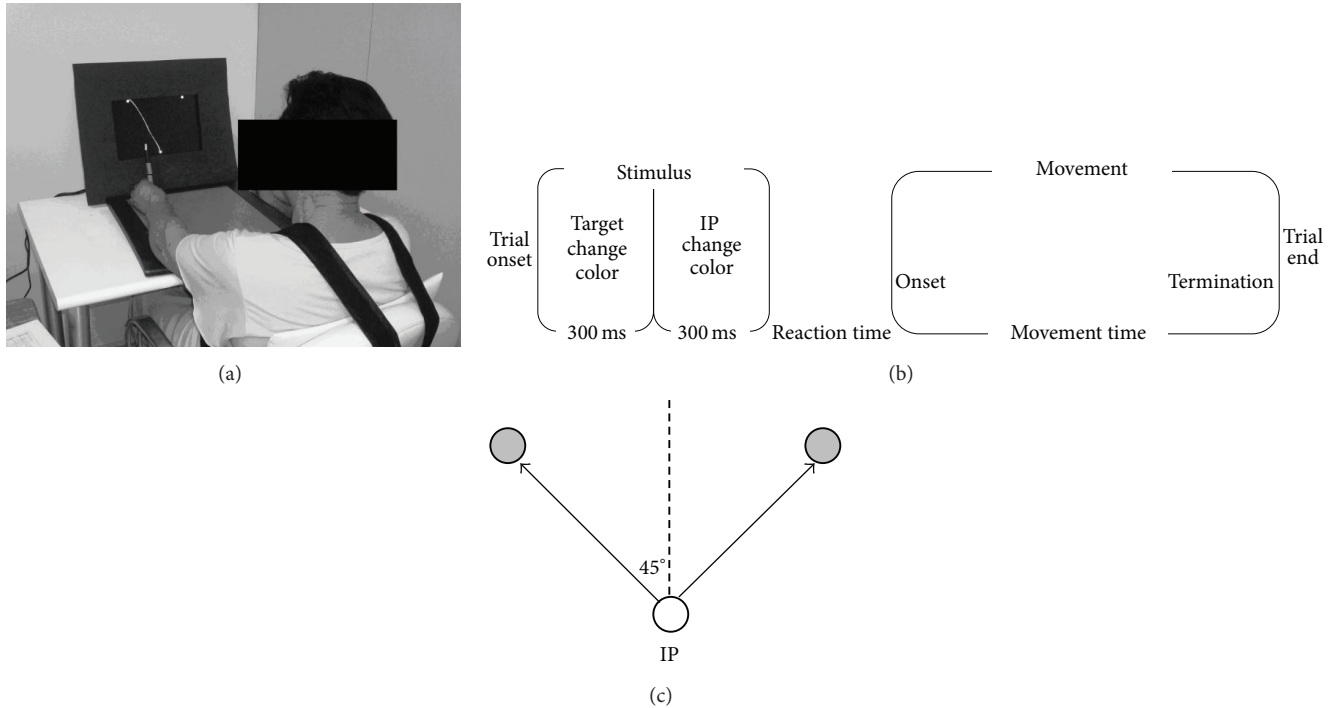 (a)
Stimulus
Movement
Trial
onset
Target
change
color
IP
change
color
Onset
Termination
Trial
end
300 ms
300 ms
Reaction time
Movement time
(b)
45°
IP
(c)